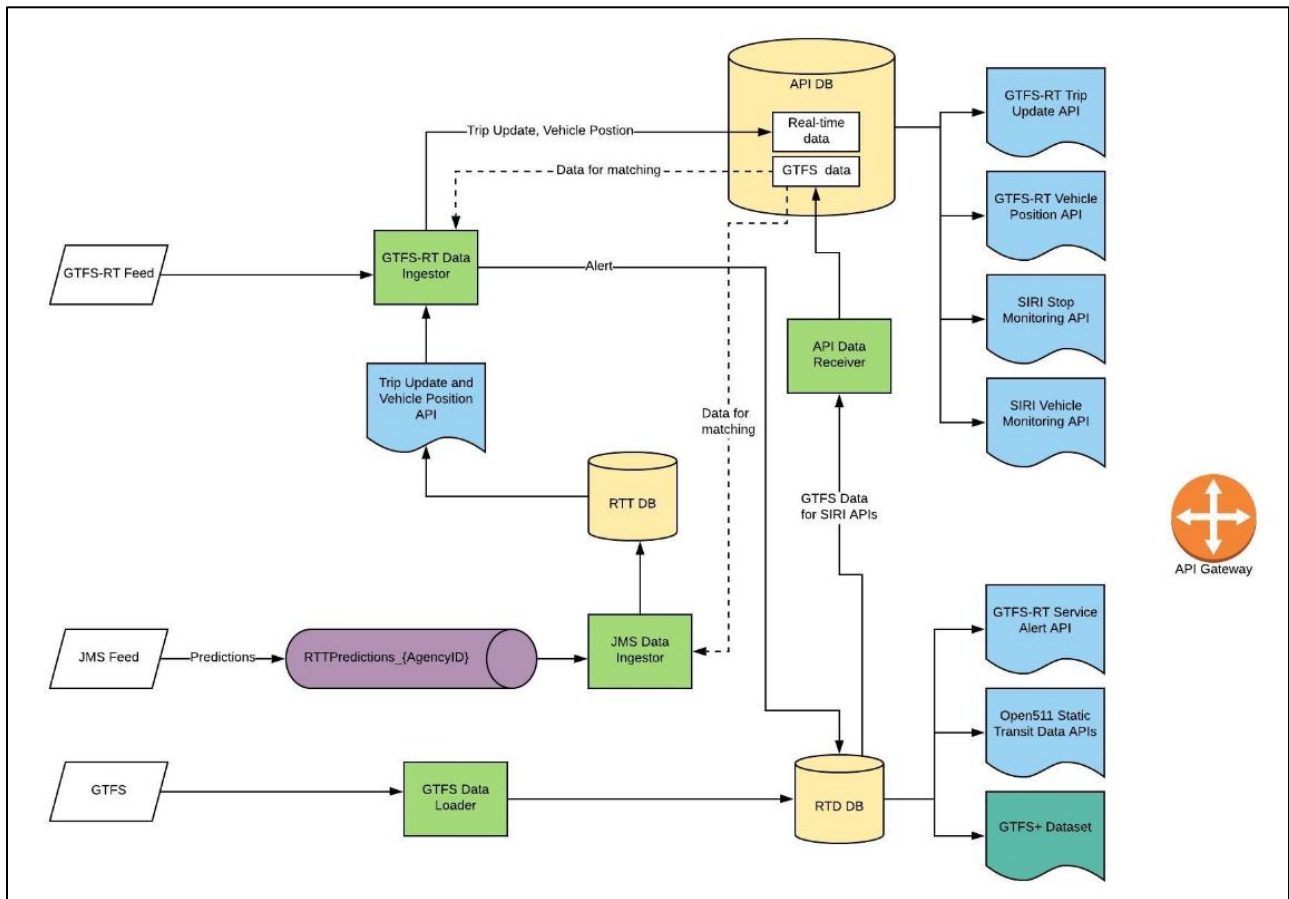 API DB
Real-time
data
GTFS data
GTFS-RT Trip
Update API
Trip Update, Vehicle Postion
Data for matching
GTFS-RT Vehicle
Position API
GTFS-RT Feed
GTFS-RT Data
Ingestor
Alert
SIRI Stop
Monitoring API
API Data
Receiver
Trip Update and
Vehicle Position
API
SIRI Vehicle
Monitoring API
Data for
matching
RTT DB
GTFS Data
for SIRI APIs
API Gateway
GTFS-RT Service
Alert API
JMS Feed
Predictions
RTTPredictions_{AgencyID}
JMS Data
Ingestor
Open511 Static
Transit Data APIs
GTFS
GTFS Data
Loader
RTD DB
GTFS+ Dataset